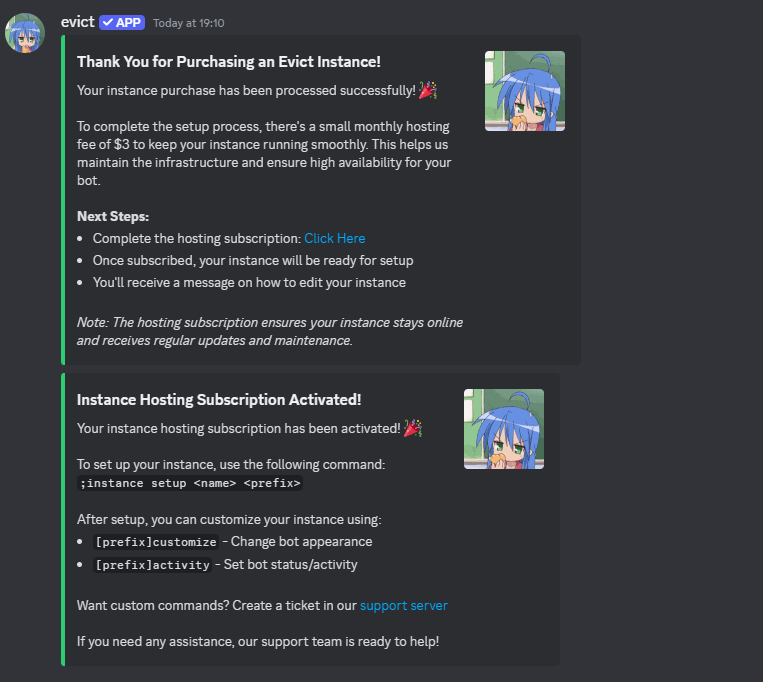 evict ✓ APP Today at 19:10
Thank You for Purchasing an Evict Instance!
Your instance purchase has been processed successfully! 🎉
To complete the setup process, there's a small monthly hosting
fee of $3 to keep your instance running smoothly. This helps us
maintain the infrastructure and ensure high availability for your
bot.
Next Steps:
• Complete the hosting subscription: Click Here
• Once subscribed, your instance will be ready for setup
• You'll receive a message on how to edit your instance
Note: The hosting subscription ensures your instance stays online
and receives regular updates and maintenance.
Instance Hosting Subscription Activated!
Your instance hosting subscription has been activated! 🎉
To set up your instance, use the following command:
;instance setup <name> <prefix>
After setup, you can customize your instance using:
• [prefix]customize - Change bot appearance
• [prefix]activity - Set bot status/activity
Want custom commands? Create a ticket in our support server
If you need any assistance, our support team is ready to help!